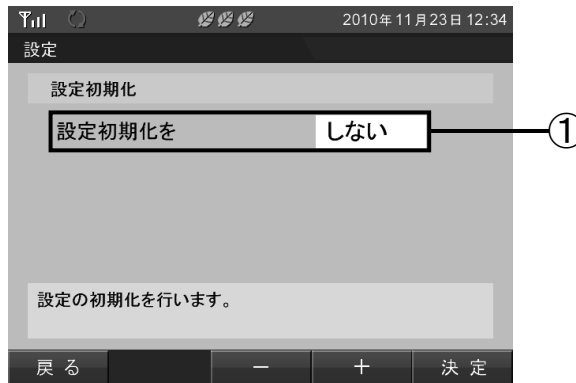 2010年11月23日 12:34
設定
設定初期化
設定初期化を しない
①
設定の初期化を行います。
戻る － ＋ 決定